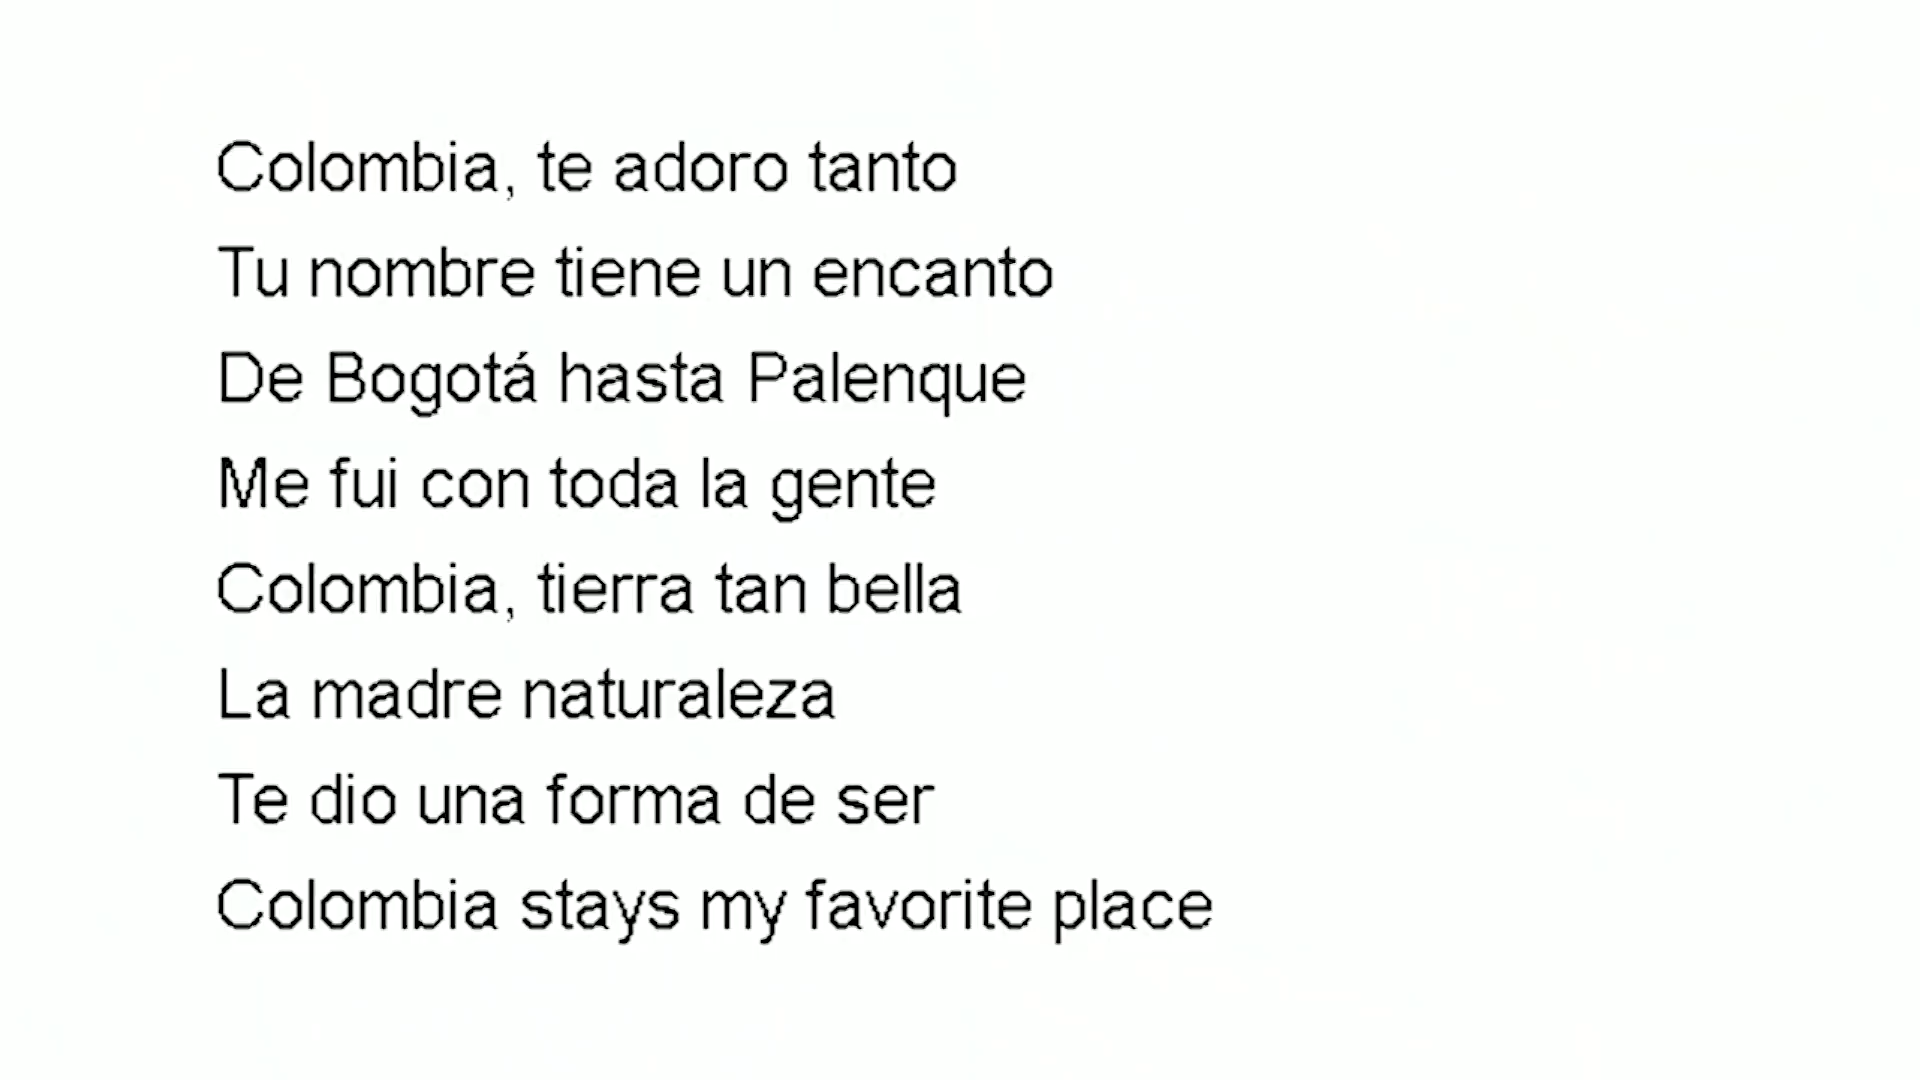 Colombia, te adoro tanto
Tu nombre tiene un encanto
De Bogotá hasta Palenque
Me fui con toda la gente
Colombia, tierra tan bella
La madre naturaleza
Te dio una forma de ser
Colombia stays my favorite place